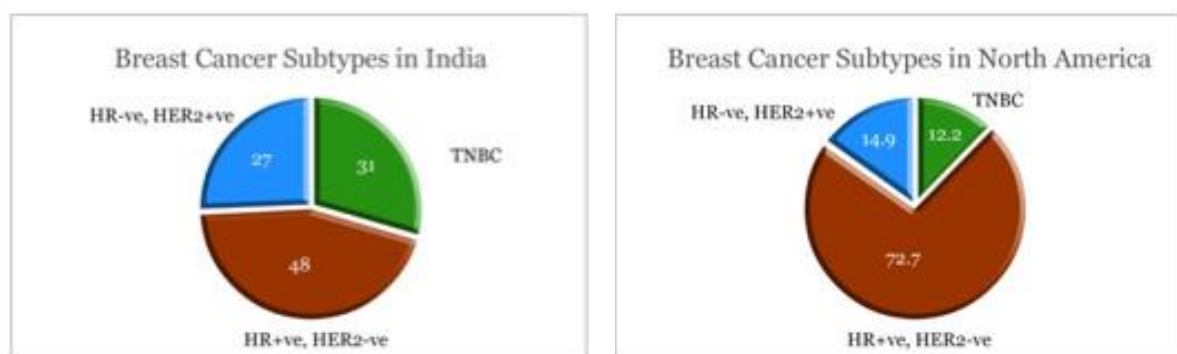 Breast Cancer Subtypes in India
HR-ve, HER2+ve
27
31
TNBC
48
HR+ve, HER2-ve
Breast Cancer Subtypes in North America
TNBC
HR-ve, HER2+ve
14.9
12.2
72.7
HR+ve, HER2-ve